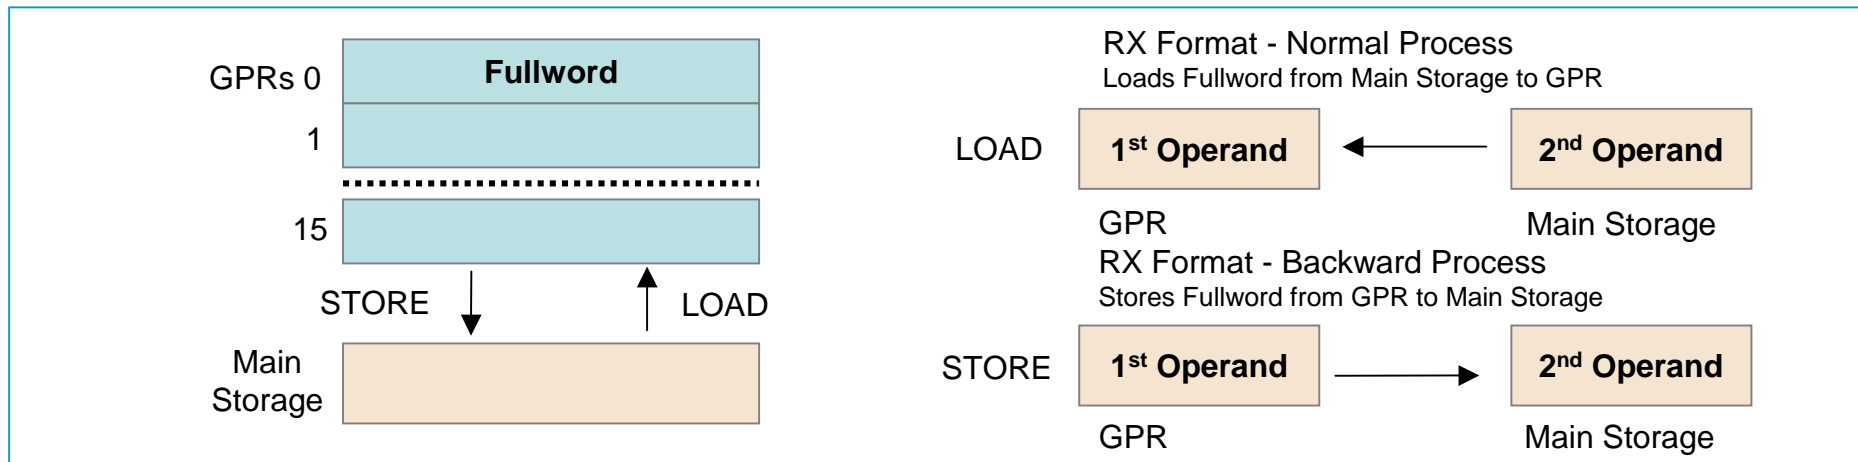 GPRs 0
Fullword
1
15
STORE
LOAD
Main
Storage
RX Format - Normal Process
Loads Fullword from Main Storage to GPR
LOAD
1st Operand
2nd Operand
GPR
Main Storage
RX Format - Backward Process
Stores Fullword from GPR to Main Storage
STORE
1st Operand
2nd Operand
GPR
Main Storage